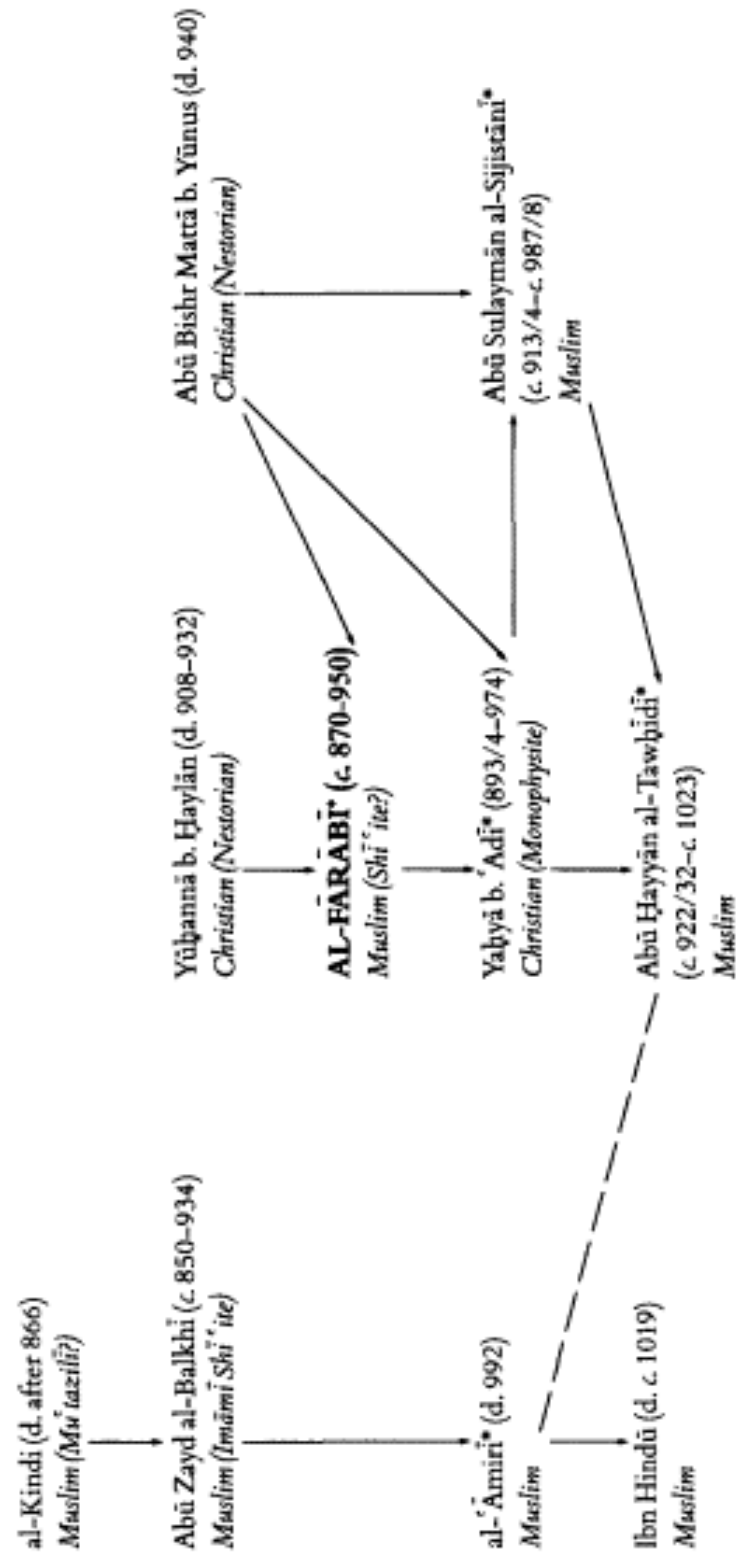 al-Kindi (d. after 866)
Muslim (Muʿtazilī?)
Abū Zayd al-Balkhī (c. 850–934)
Muslim (Imāmī Shīʿite)
Yūḥannā b. Ḥaylān (d. 908–932)
Christian (Nestorian)
Abū Bishr Mattā b. Yūnus (d. 940)
Christian (Nestorian)
AL-FĀRĀBĪ* (c. 870–950)
Muslim (Shīʿite?)
al-ʿĀmirī* (d. 992)
Muslim
Yaḥyā b. ʿAdī* (893/4–974)
Christian (Monophysite)
Abū Sulaymān al-Sijistānī*
(c. 913/4–c. 987/8)
Muslim
Ibn Hindū (d. c. 1019)
Muslim
Abū Ḥayyān al-Tawḥīdī*
(c. 922/32–c. 1023)
Muslim